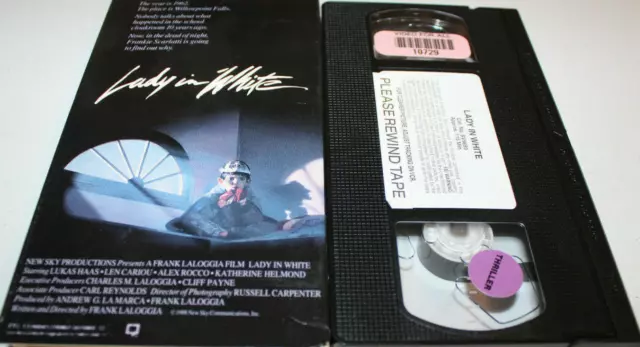 The year is 1962.
The place is Willowpoint Falls.
Nobody talks about what
happened in the school
cloakroom 10 years ago.
Now, in the dead of night,
Frankie Scarlatti is going
to find out why.
Lady in White
NEW SKY PRODUCTIONS Presents A FRANK LALOGGIA FILM LADY IN WHITE
Starring LUKAS HAAS • LEN CARIOU • ALEX ROCCO • KATHERINE HELMOND
Executive Producers CHARLES M. LALOGGIA • CLIFF PAYNE
Associate Producer CARL REYNOLDS Director of Photography RUSSELL CARPENTER
Produced by ANDREW G. LA MARCA • FRANK LALOGGIA
Written and Directed by FRANK LALOGGIA
©1988 New Sky Communications, Inc.
VIDEO FOR ALL
10729
LADY IN WHITE
PLEASE REWIND TAPE
THRILLER